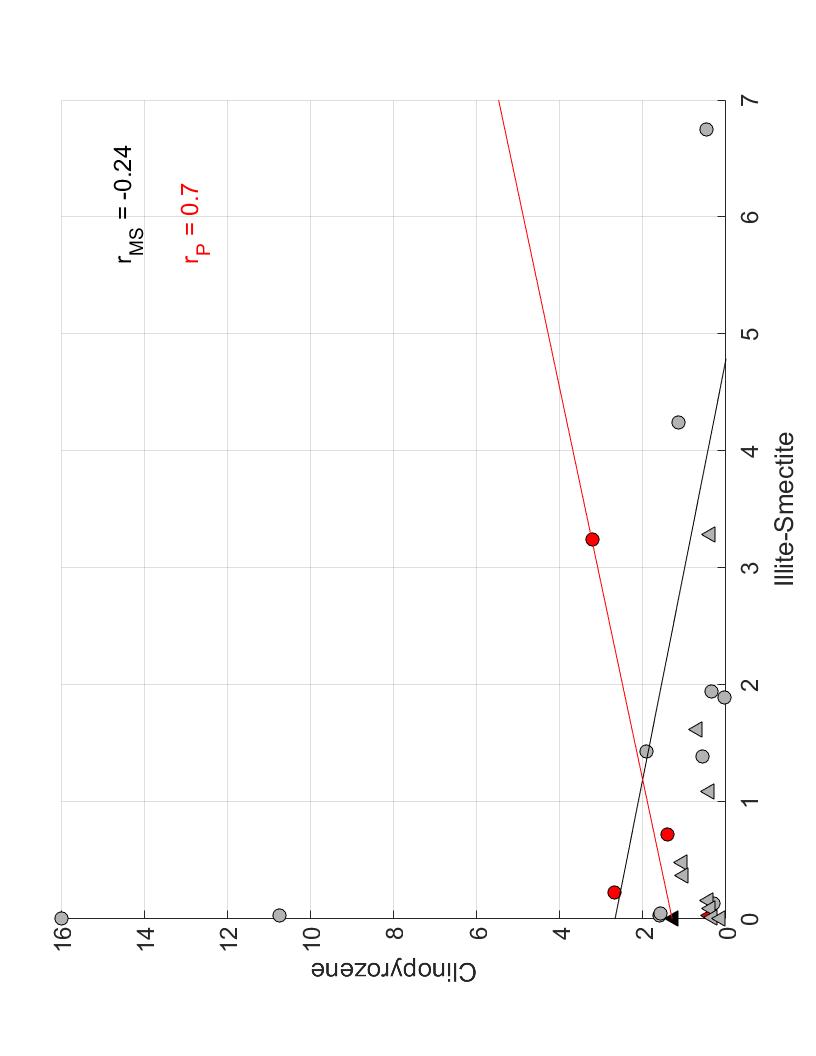 16
14
12
10
8
6
4
2
0
Clinopyrozene
r_MS = -0.24
r_P = 0.7
0 1 2 3 4 5 6 7
Illite-Smectite